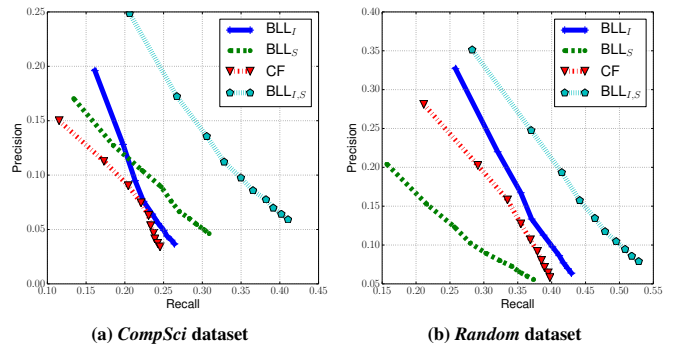 0.25
0.20
0.15
0.10
0.05
0.00
Precision
0.10 0.15 0.20 0.25 0.30 0.35 0.40 0.45
Recall
BLL_I
BLL_S
CF
BLL_I,S
(a) CompSci dataset
0.40
0.35
0.30
0.25
0.20
0.15
0.10
0.05
Precision
0.15 0.20 0.25 0.30 0.35 0.40 0.45 0.50 0.55
Recall
BLL_I
BLL_S
CF
BLL_I,S
(b) Random dataset